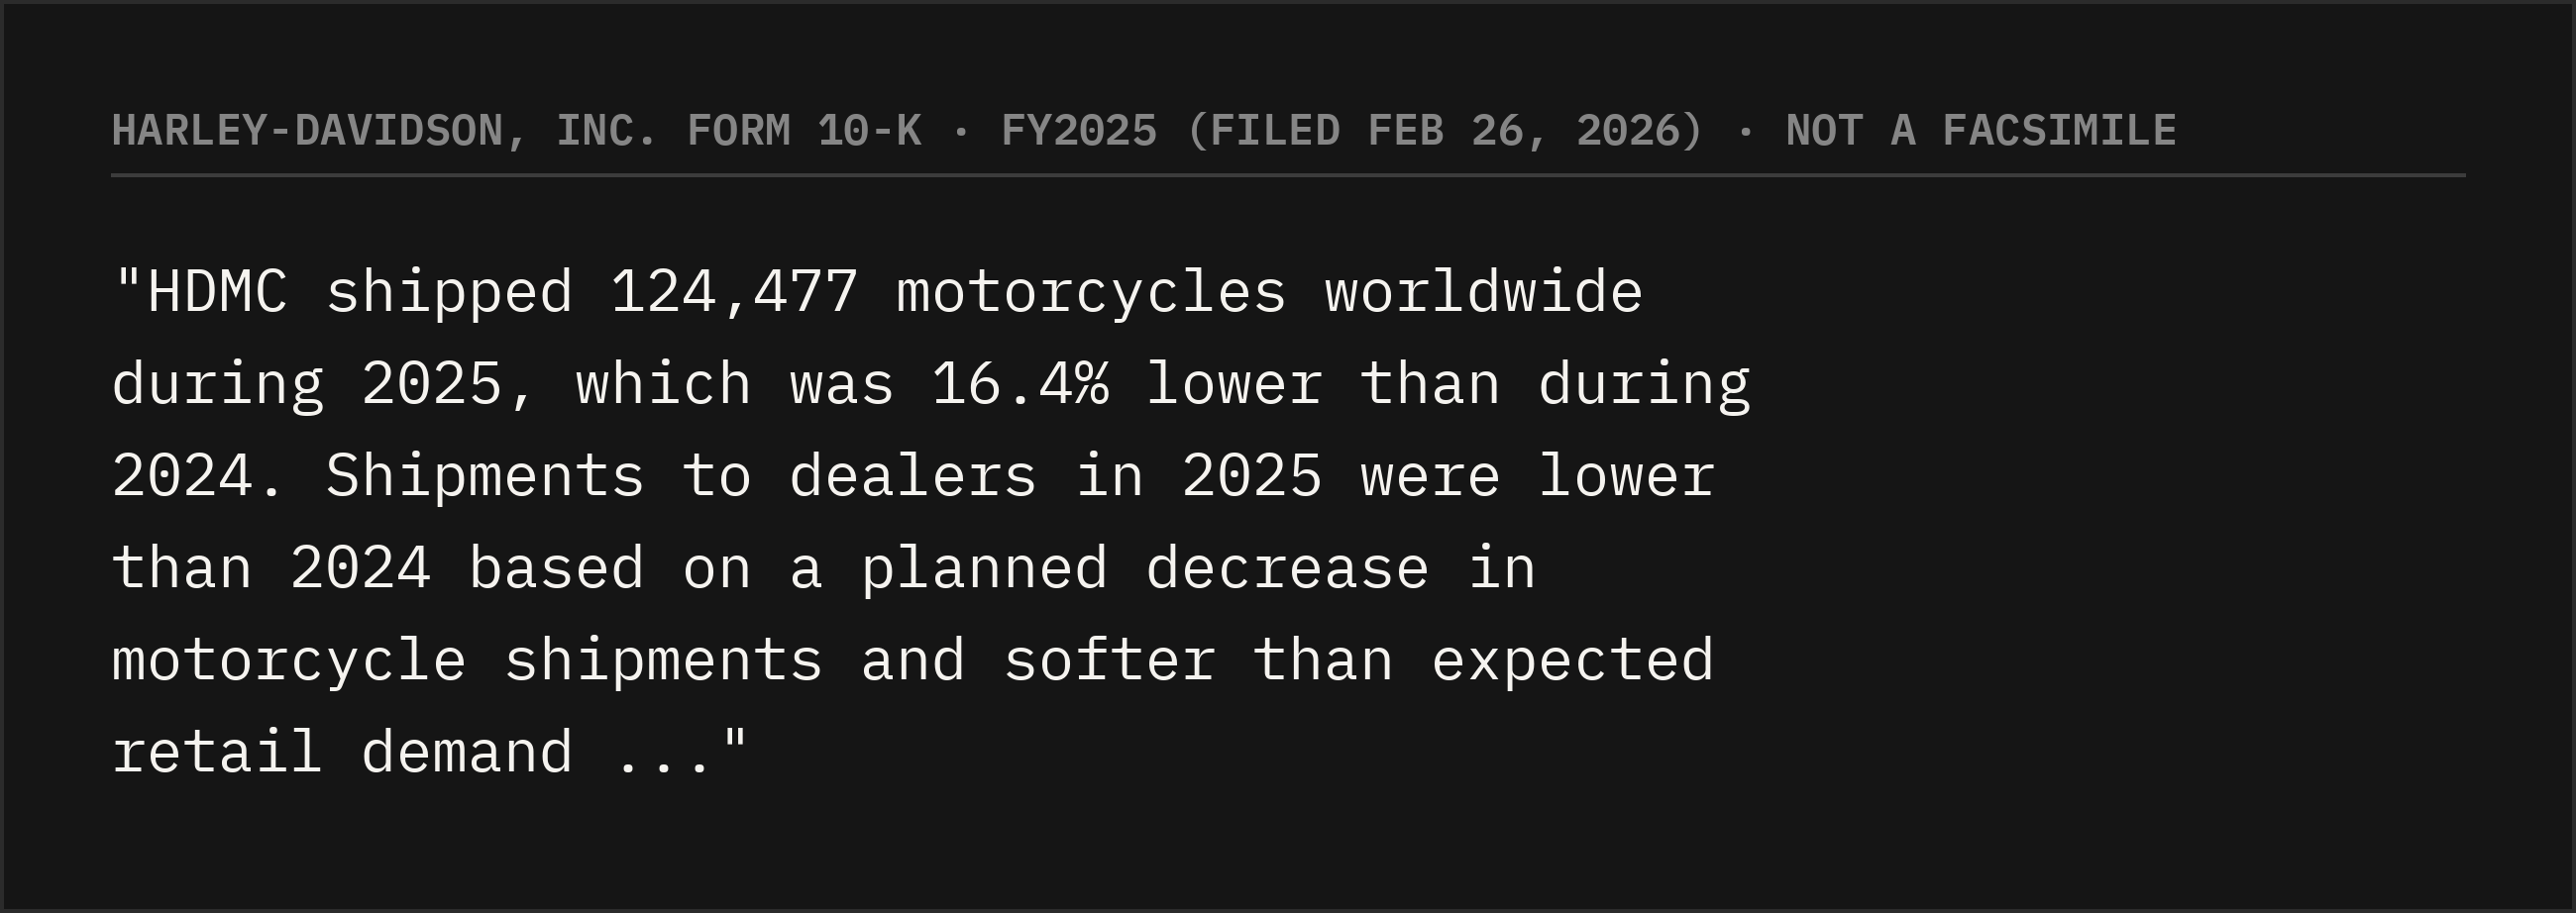 HARLEY-DAVIDSON, INC. FORM 10-K · FY2025 (FILED FEB 26, 2026) · NOT A FACSIMILE
"HDMC shipped 124,477 motorcycles worldwide
during 2025, which was 16.4% lower than during
2024. Shipments to dealers in 2025 were lower
than 2024 based on a planned decrease in
motorcycle shipments and softer than expected
retail demand ..."